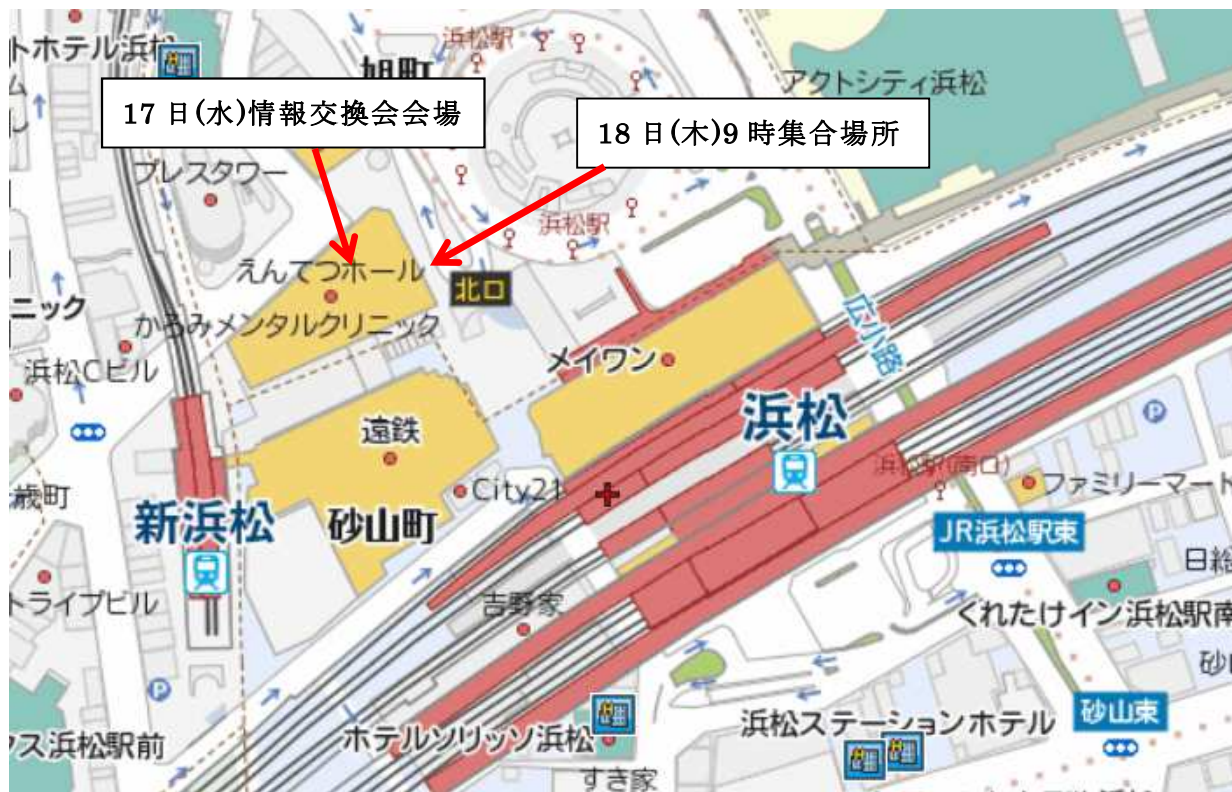 トホテル浜松
浜松駅
旭町
アクトシティ浜松
17日(水)情報交換会会場
18日(木)9時集合場所
プレスタワー
浜松駅
えんてつホール
北口
ニック
かろみメンタルクリニック
広小路
メイワン
浜松Cビル
浜松
遠鉄
浜松駅(南口)
City21
ファミリーマート
歳町
新浜松
砂山町
JR浜松駅東
日総
トライブビル
吉野家
くれたけイン浜松駅南
砂山東
ホテルソリッソ浜松
浜松ステーションホテル
クス浜松駅前
すき家